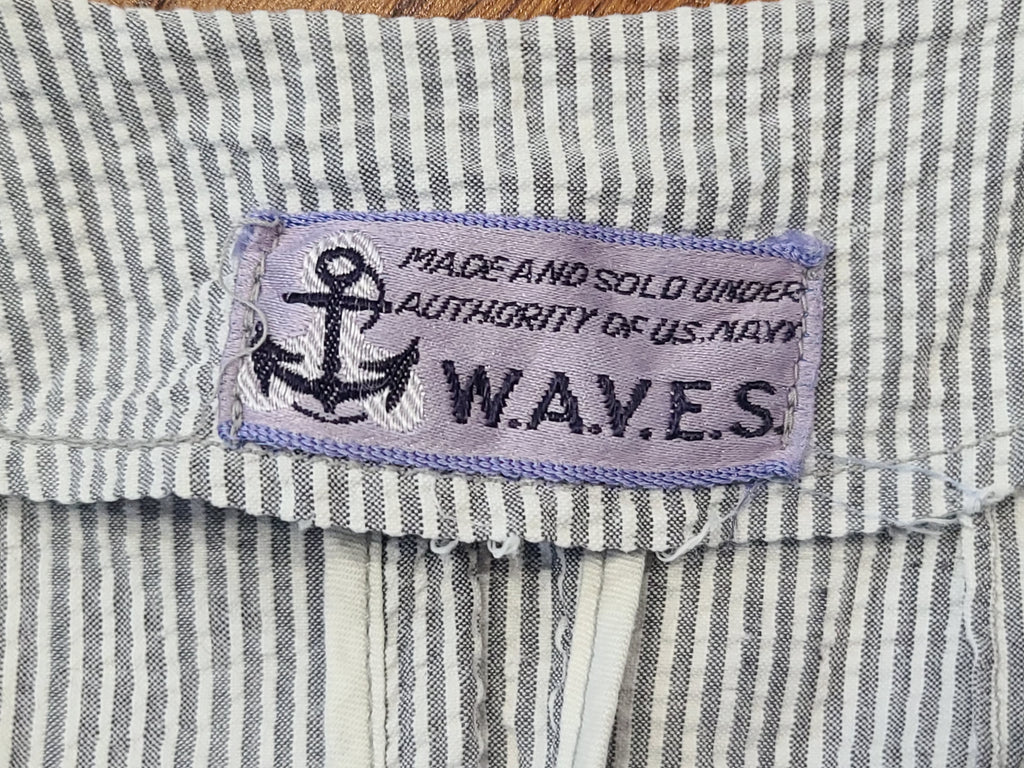 MADE AND SOLD UNDER
AUTHORITY OF U.S. NAVY
W.A.V.E.S.